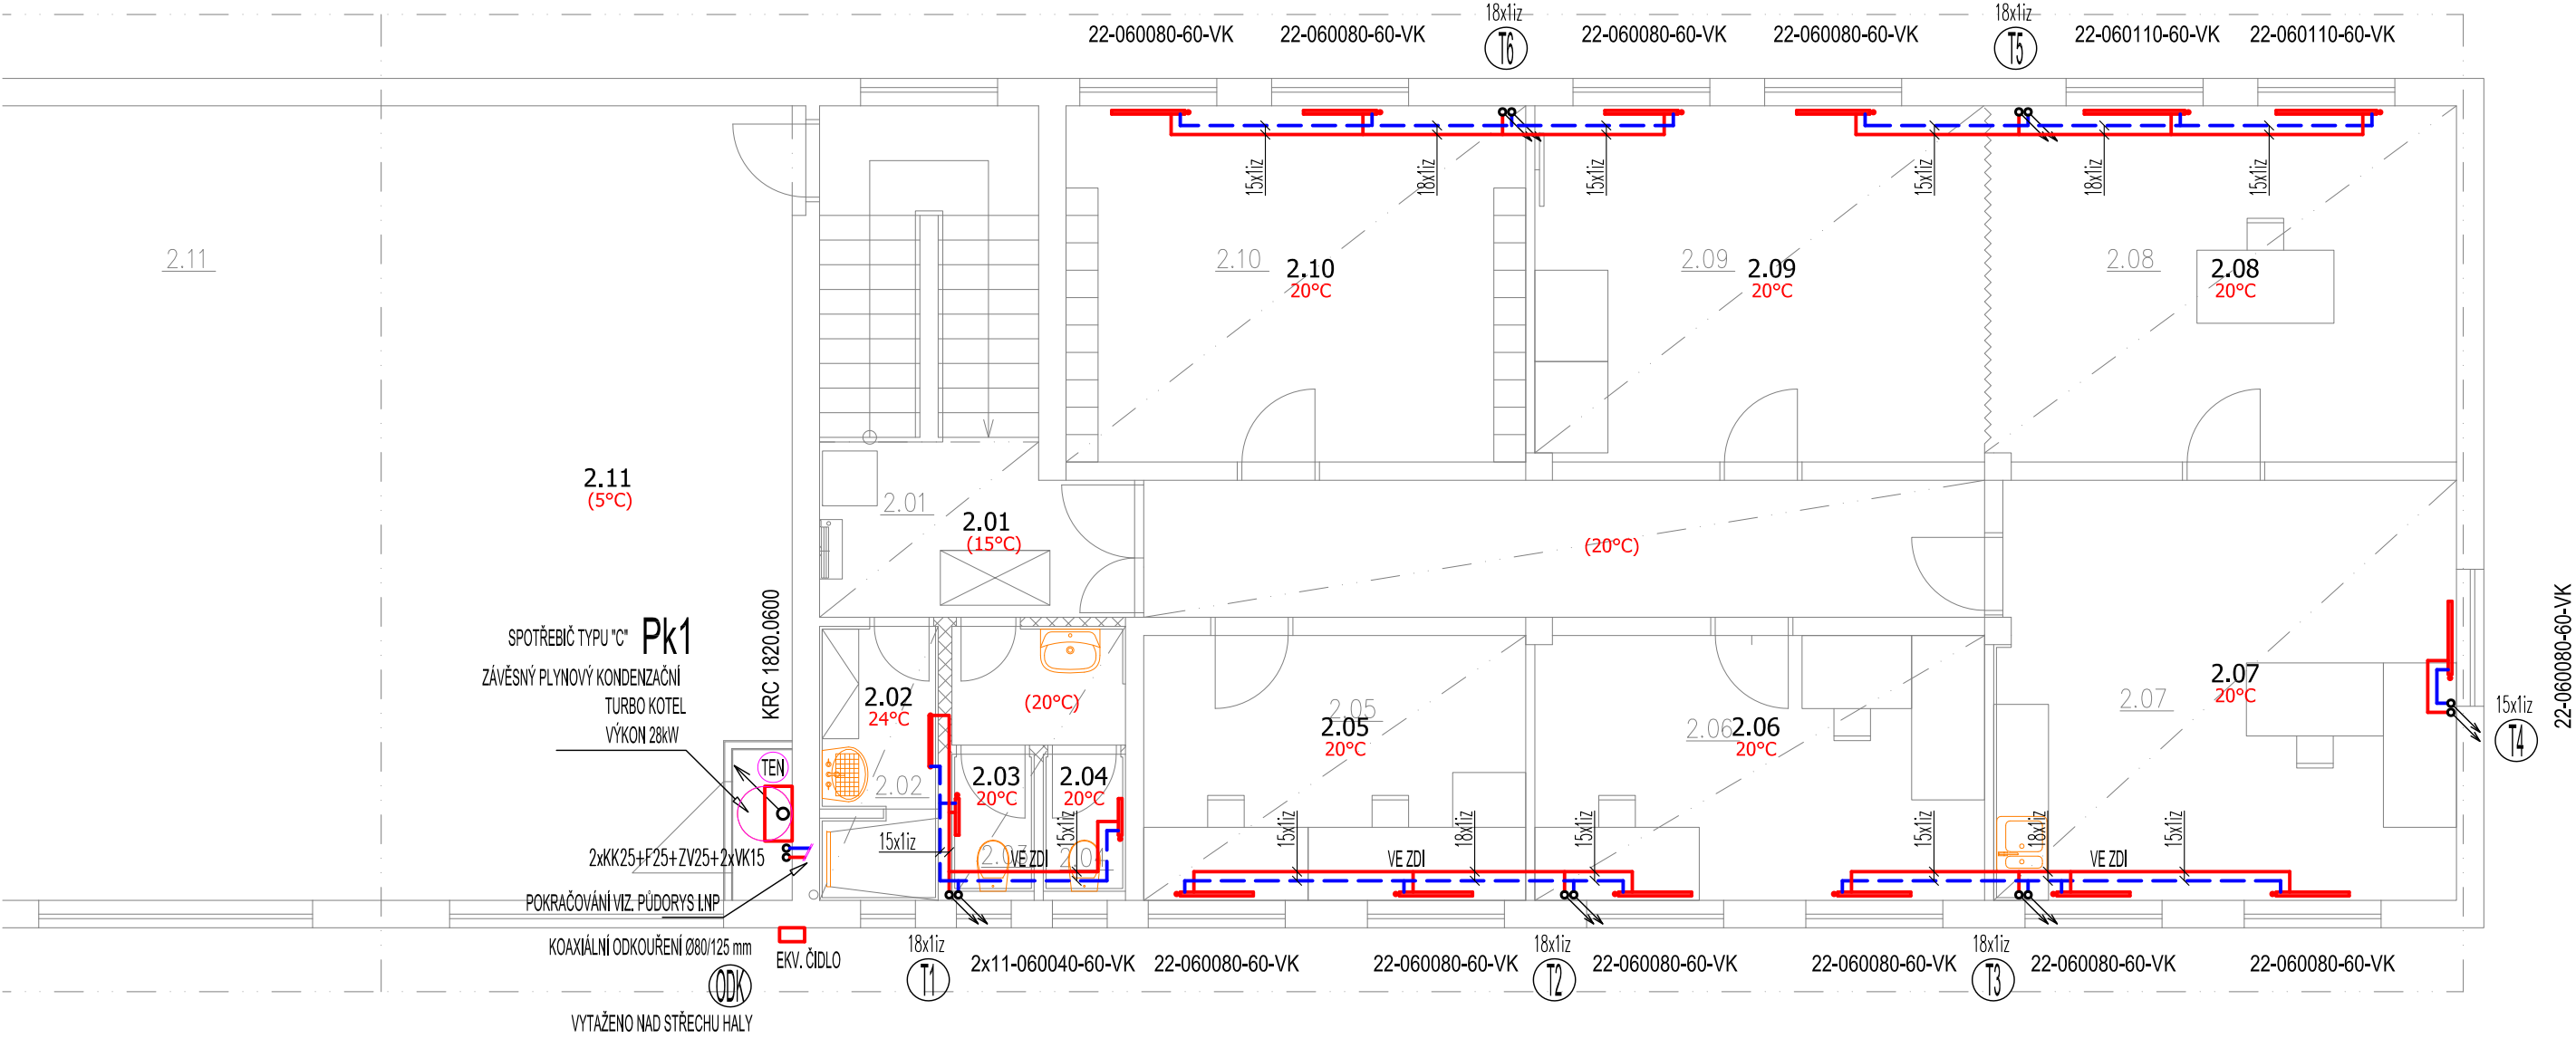 18x1iz
18x1iz
22-060080-60-VK
22-060080-60-VK
T6
22-060080-60-VK
22-060080-60-VK
T5
22-060110-60-VK
22-060110-60-VK
15x1iz
18x1iz
15x1iz
15x1iz
18x1iz
15x1iz
2.11
2.10
2.10
20°C
2.09
2.09
20°C
2.08
2.08
20°C
2.11
(5°C)
2.01
2.01
(15°C)
(20°C)
KRC 1820.0600
SPOTŘEBIČ TYPU "C"
Pk1
ZÁVĚSNÝ PLYNOVÝ KONDENZAČNÍ
TURBO KOTEL
VÝKON 28kW
TEN
2.02
24°C
2.02
(20°C)
2.03
20°C
2.04
20°C
2.05
2.05
20°C
2.06
2.06
20°C
2.07
2.07
20°C
22-060080-60-VK
15x1iz
T4
15x1iz
15x1iz
VE ZDI
15x1iz
VE ZDI
18x1iz
15x1iz
15x1iz
18x1iz
VE ZDI
15x1iz
2xKK25+F25+ZV25+2xVK15
POKRAČOVÁNÍ VIZ. PŮDORYS I.NP
KOAXIÁLNÍ ODKOUŘENÍ Ø80/125 mm
EKV. ČIDLO
ODK
VYTAŽENO NAD STŘECHU HALY
18x1iz
T1
2x11-060040-60-VK
22-060080-60-VK
22-060080-60-VK
18x1iz
T2
22-060080-60-VK
22-060080-60-VK
18x1iz
T3
22-060080-60-VK
22-060080-60-VK